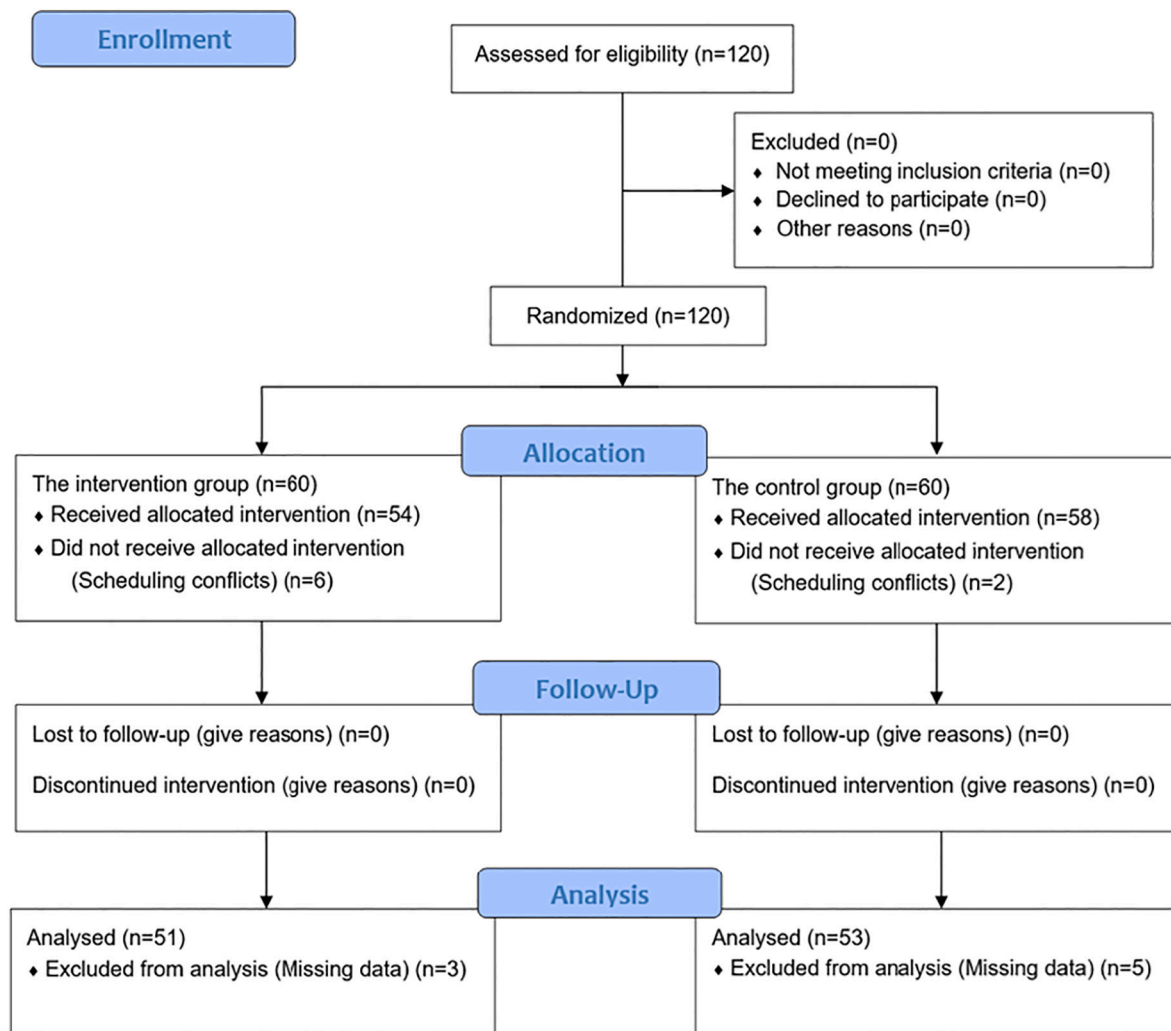 Enrollment
Assessed for eligibility (n=120)
Excluded (n=0)
♦ Not meeting inclusion criteria (n=0)
♦ Declined to participate (n=0)
♦ Other reasons (n=0)
Randomized (n=120)
Allocation
The intervention group (n=60)
♦ Received allocated intervention (n=54)
♦ Did not receive allocated intervention
(Scheduling conflicts) (n=6)
The control group (n=60)
♦ Received allocated intervention (n=58)
♦ Did not receive allocated intervention
(Scheduling conflicts) (n=2)
Follow-Up
Lost to follow-up (give reasons) (n=0)
Discontinued intervention (give reasons) (n=0)
Lost to follow-up (give reasons) (n=0)
Discontinued intervention (give reasons) (n=0)
Analysis
Analysed (n=51)
♦ Excluded from analysis (Missing data) (n=3)
Analysed (n=53)
♦ Excluded from analysis (Missing data) (n=5)